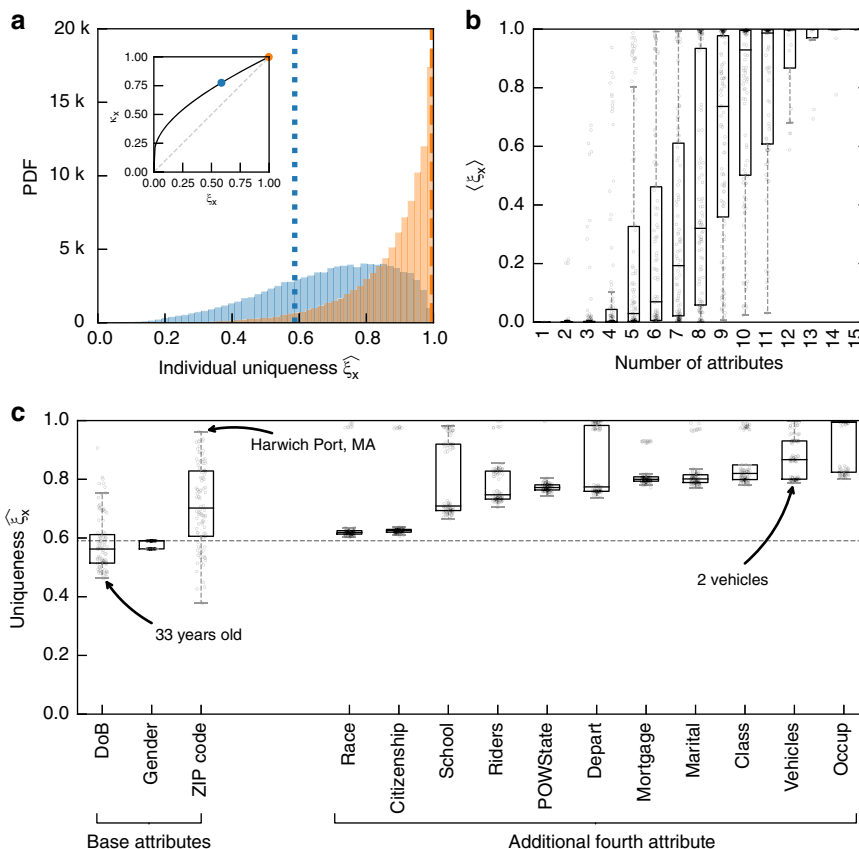 a
20 k
15 k
10 k
5 k
0
PDF
0.0 0.2 0.4 0.6 0.8 1.0
Individual uniqueness ξ̂x
1.00
0.75
0.50
0.25
0.00
κx
0.00 0.25 0.50 0.75 1.00
ξx
b
1.0
0.8
0.6
0.4
0.2
0.0
⟨ξx⟩
1 2 3 4 5 6 7 8 9 10 11 12 13 14 15
Number of attributes
c
1.0
0.8
0.6
0.4
0.2
0.0
Uniqueness ξ̂x
Harwich Port, MA
33 years old
2 vehicles
DoB
Gender
ZIP code
Race
Citizenship
School
Riders
POWState
Depart
Mortgage
Marital
Class
Vehicles
Occup
Base attributes
Additional fourth attribute